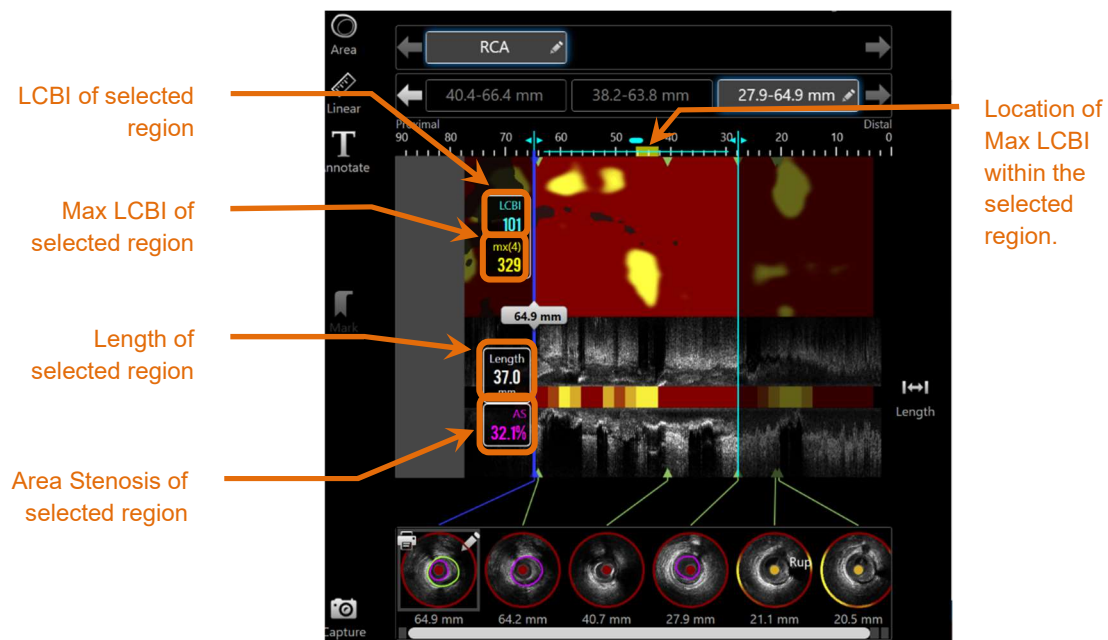 Area
RCA
Linear
40.4-66.4 mm
38.2-63.8 mm
27.9-64.9 mm
LCBI of selected
region
Location of
Max LCBI
within the
selected
region.
Proximal
Distal
90 80 70 60 50 40 30 20 10 0
T
nnotate
LCBI
101
Max LCBI of
selected region
mx(4)
329
Mark
64.9 mm
Length of
selected region
Length
37.0
mm
Length
AS
32.1%
Area Stenosis of
selected region
Rup
64.9 mm
64.2 mm
40.7 mm
27.9 mm
21.1 mm
20.5 mm
apture